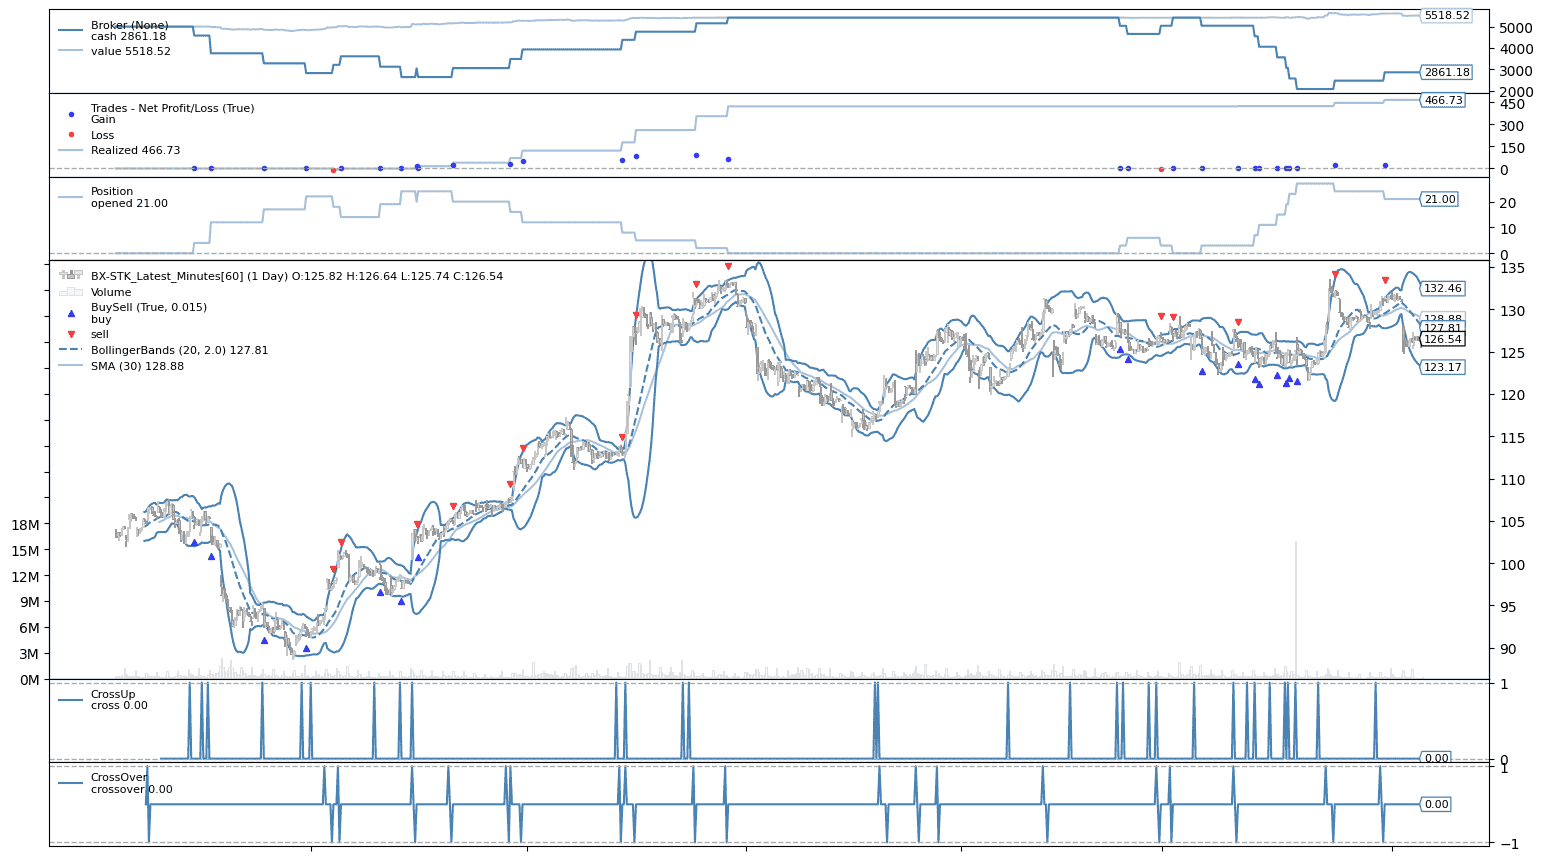 Broker (None)
cash 2861.18
value 5518.52
5518.52
5000
4000
3000
2861.18
2000
Trades - Net Profit/Loss (True)
Gain
Loss
Realized 466.73
466.73
450
300
150
0
Position
opened 21.00
20
21.00
10
0
BX-STK_Latest_Minutes[60] (1 Day) O:125.82 H:126.64 L:125.74 C:126.54
Volume
BuySell (True, 0.015)
buy
sell
BollingerBands (20, 2.0) 127.81
SMA (30) 128.88
135
132.46
130
128.88
127.81
126.54
125
123.17
120
115
110
105
100
95
90
18M
15M
12M
9M
6M
3M
0M
CrossUp
cross 0.00
1
0.00
0
CrossOver
crossover 0.00
1
0.00
−1